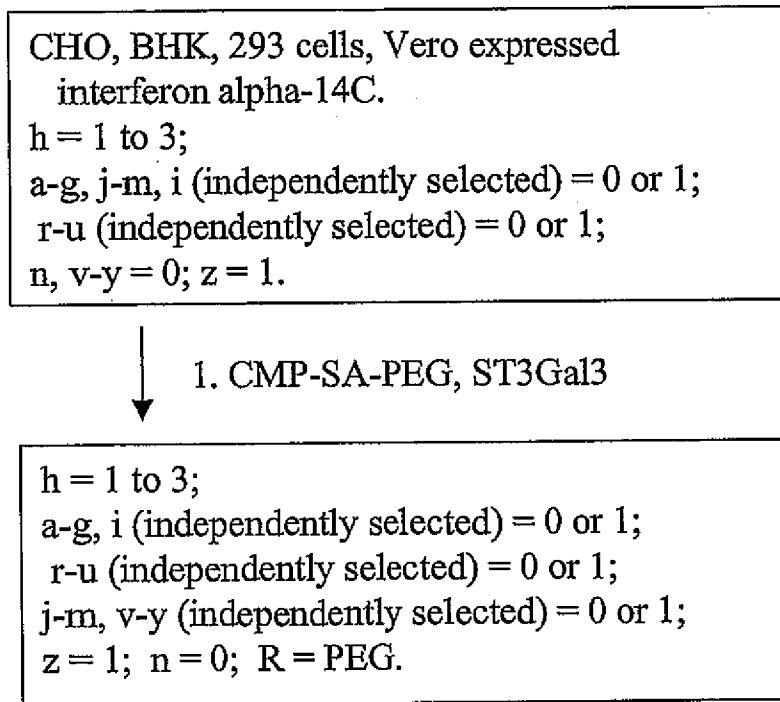 CHO, BHK, 293 cells, Vero expressed
interferon alpha-14C.
h = 1 to 3;
a-g, j-m, i (independently selected) = 0 or 1;
r-u (independently selected) = 0 or 1;
n, v-y = 0; z = 1.
1. CMP-SA-PEG, ST3Gal3
h = 1 to 3;
a-g, i (independently selected) = 0 or 1;
r-u (independently selected) = 0 or 1;
j-m, v-y (independently selected) = 0 or 1;
z = 1; n = 0; R = PEG.